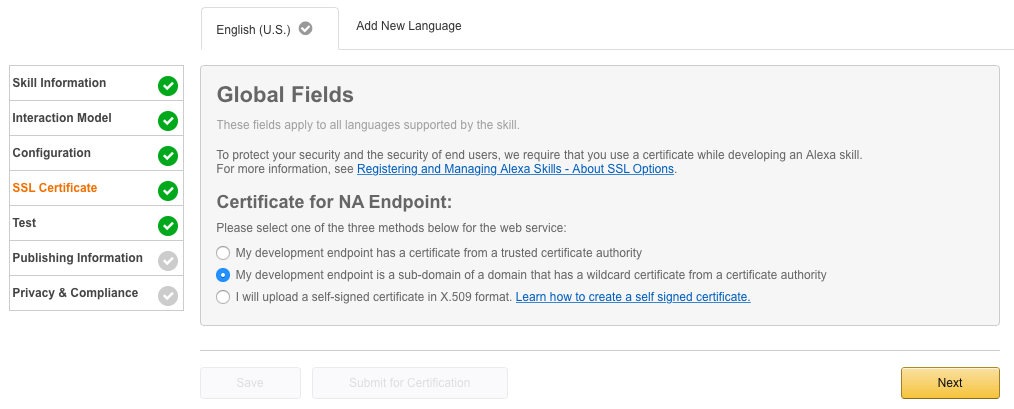 English (U.S.)
Add New Language
Skill Information
Interaction Model
Configuration
SSL Certificate
Test
Publishing Information
Privacy & Compliance
Global Fields
These fields apply to all languages supported by the skill.
To protect your security and the security of end users, we require that you use a certificate while developing an Alexa skill.
For more information, see Registering and Managing Alexa Skills - About SSL Options.
Certificate for NA Endpoint:
Please select one of the three methods below for the web service:
My development endpoint has a certificate from a trusted certificate authority
My development endpoint is a sub-domain of a domain that has a wildcard certificate from a certificate authority
I will upload a self-signed certificate in X.509 format. Learn how to create a self signed certificate.
Save
Submit for Certification
Next